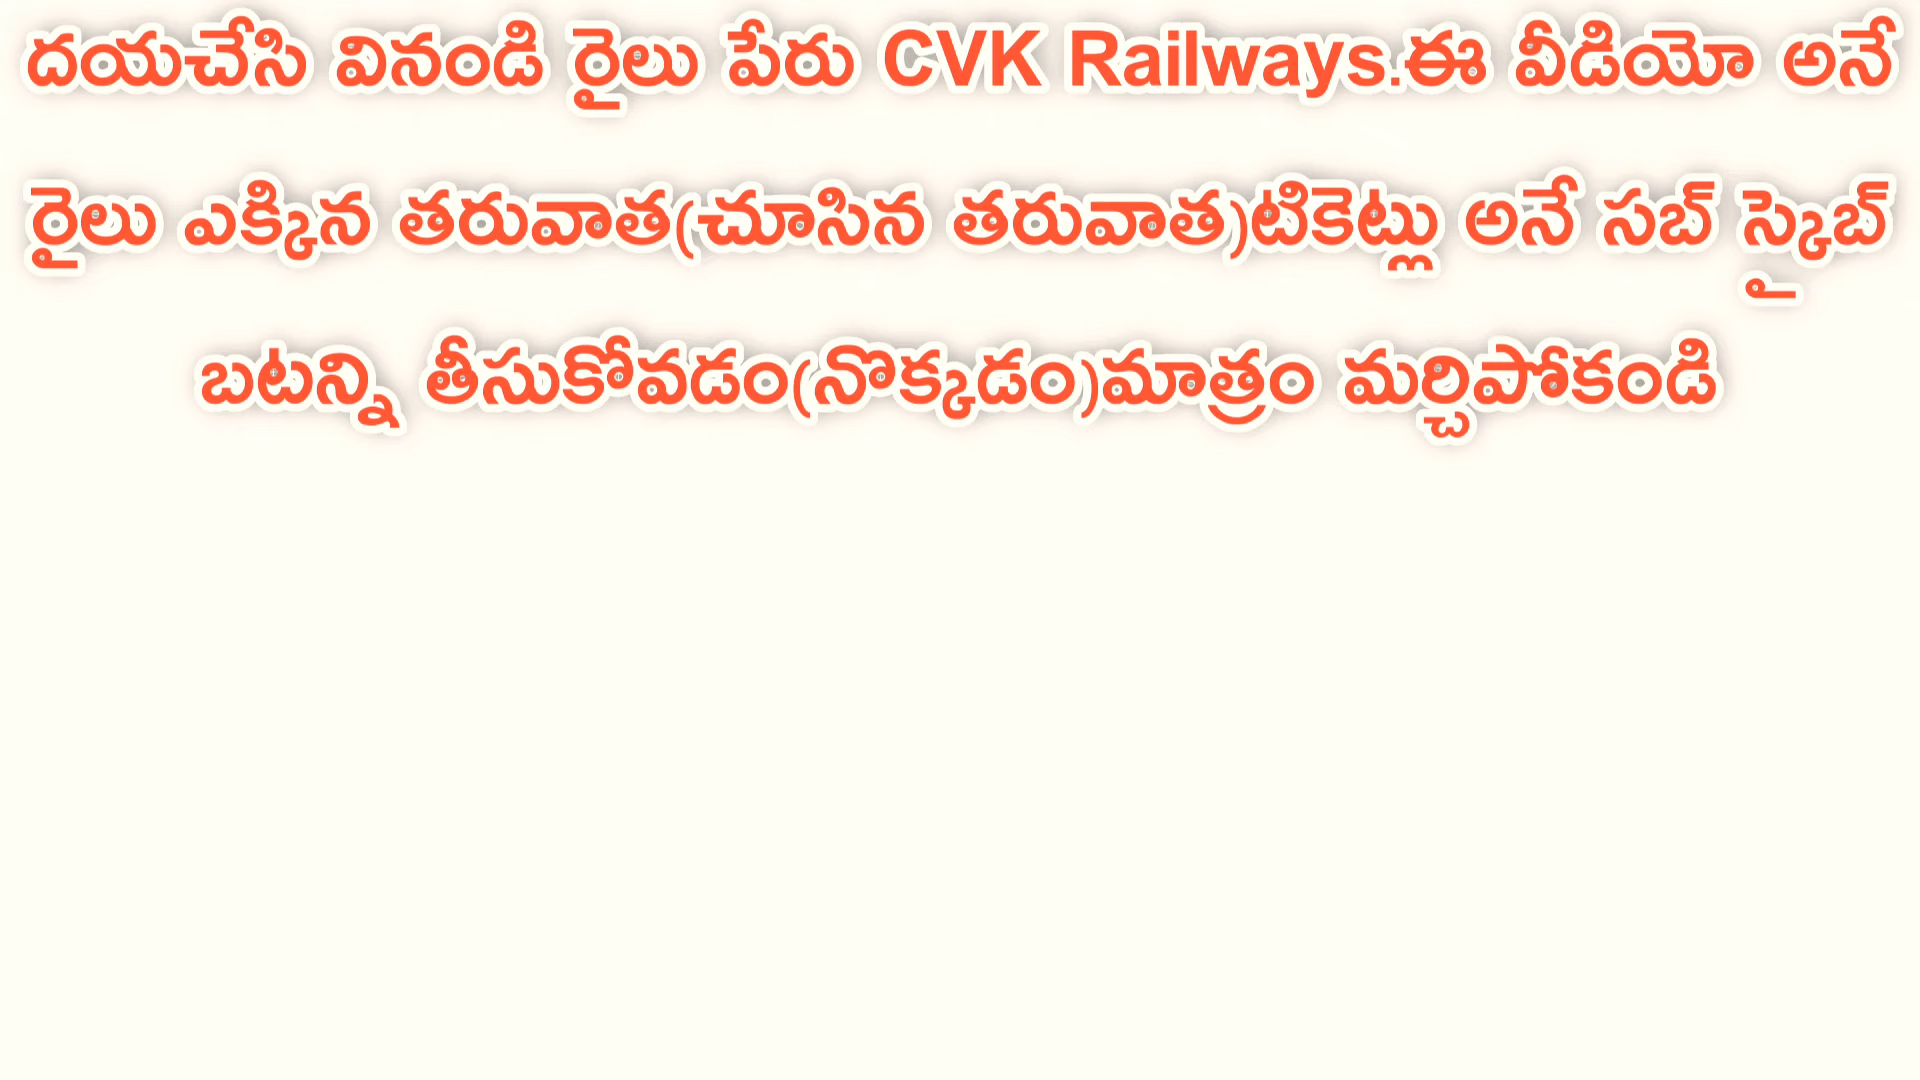 దయచేసి వినండి రైలు పేరు CVK Railways.ఈ వీడియో అనే
రైలు ఎక్కిన తరువాత(చూసిన తరువాత)టికెట్లు అనే సబ్ స్కైబ్
బటన్ని తీసుకోవడం(నొక్కడం)మాత్రం మర్చిపోకండి